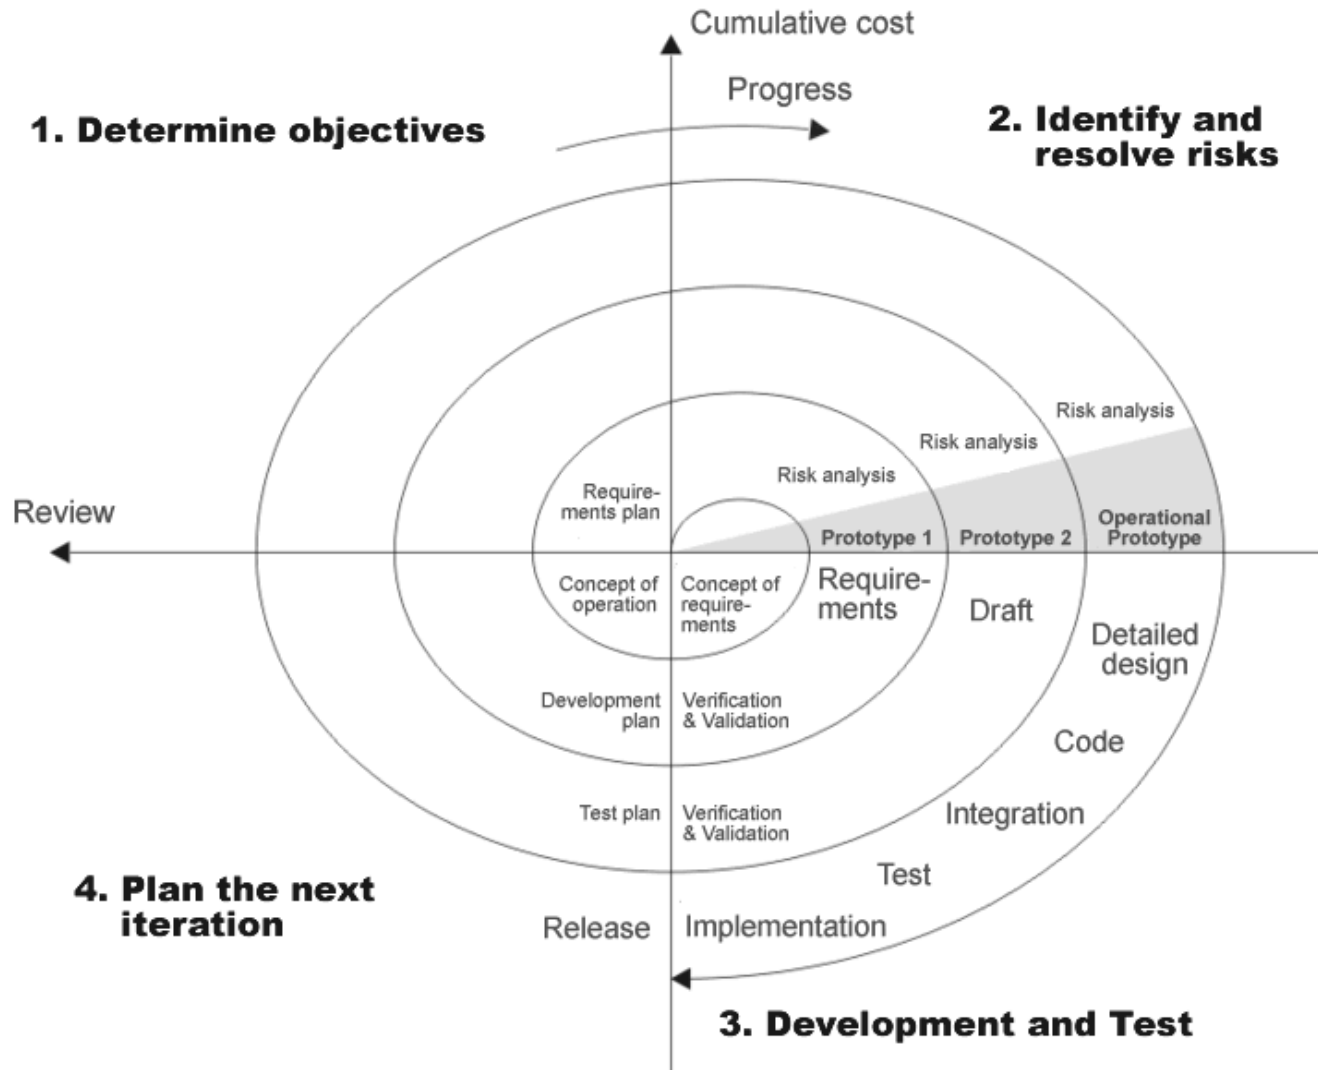 Cumulative cost
Progress
1. Determine objectives
2. Identify and
resolve risks
Risk analysis
Risk analysis
Risk analysis
Require-
ments plan
Review
Operational
Prototype
Prototype 1
Prototype 2
Concept of
operation
Concept of
require-
ments
Require-
ments
Draft
Detailed
design
Development
plan
Verification
& Validation
Code
Test plan
Verification
& Validation
Integration
Test
4. Plan the next
iteration
Release
Implementation
3. Development and Test